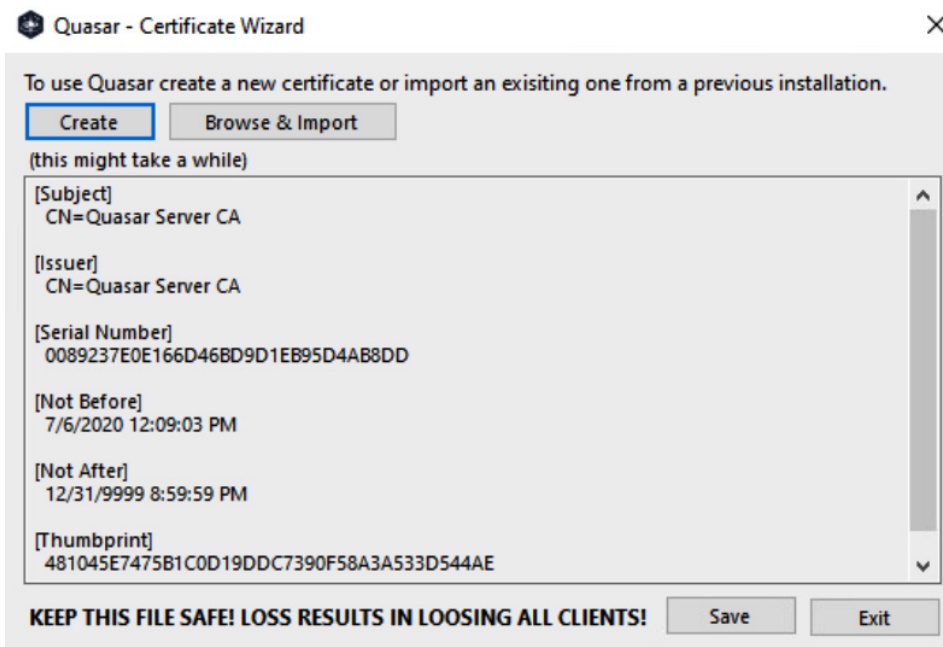 Quasar - Certificate Wizard
To use Quasar create a new certificate or import an exisiting one from a previous installation.
Create
Browse & Import
(this might take a while)
[Subject]
CN=Quasar Server CA
[Issuer]
CN=Quasar Server CA
[Serial Number]
0089237E0E166D46BD9D1EB95D4AB8DD
[Not Before]
7/6/2020 12:09:03 PM
[Not After]
12/31/9999 8:59:59 PM
[Thumbprint]
481045E7475B1C0D19DDC7390F58A3A533D544AE
KEEP THIS FILE SAFE! LOSS RESULTS IN LOOSING ALL CLIENTS!
Save
Exit